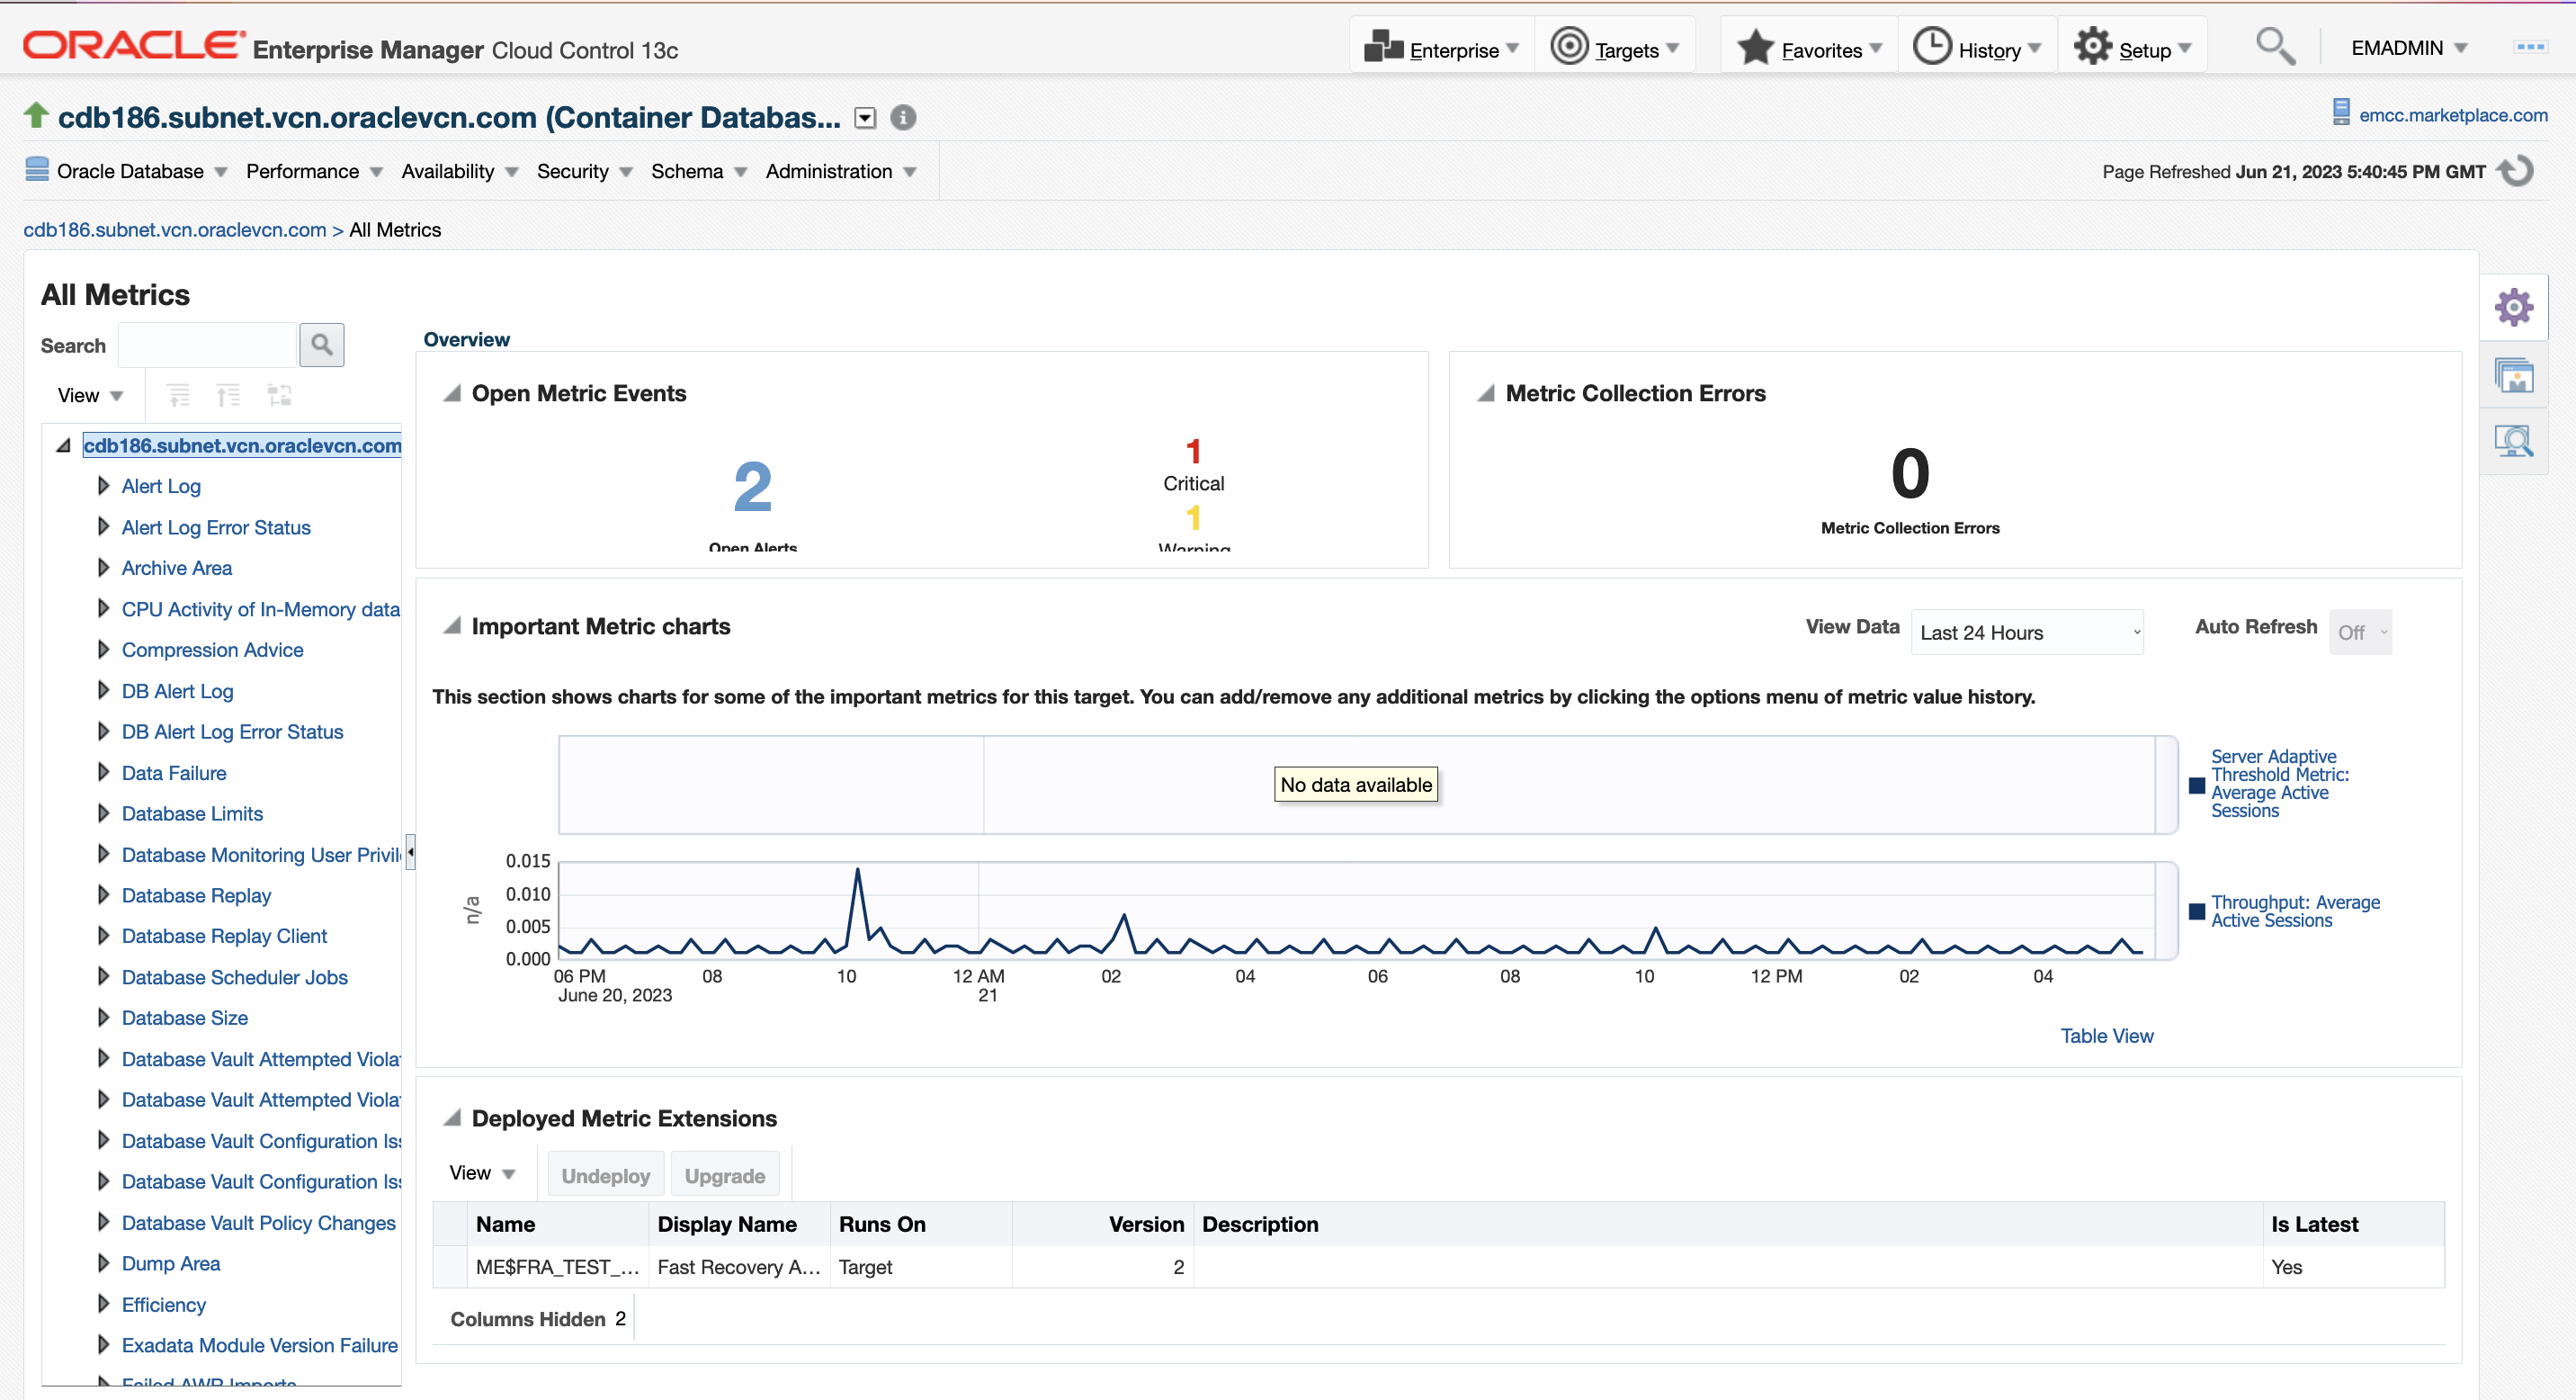 ORACLE Enterprise Manager Cloud Control 13c
Enterprise
Targets
Favorites
History
Setup
EMADMIN
cdb186.subnet.vcn.oraclevcn.com (Container Databas...
emcc.marketplace.com
Oracle Database
Performance
Availability
Security
Schema
Administration
Page Refreshed Jun 21, 2023 5:40:45 PM GMT
cdb186.subnet.vcn.oraclevcn.com > All Metrics
All Metrics
Search
View
cdb186.subnet.vcn.oraclevcn.com
Alert Log
Alert Log Error Status
Archive Area
CPU Activity of In-Memory data
Compression Advice
DB Alert Log
DB Alert Log Error Status
Data Failure
Database Limits
Database Monitoring User Privil
Database Replay
Database Replay Client
Database Scheduler Jobs
Database Size
Database Vault Attempted Viola
Database Vault Attempted Viola
Database Vault Configuration Iss
Database Vault Configuration Iss
Database Vault Policy Changes
Dump Area
Efficiency
Exadata Module Version Failure
Failed AWR Imports
Overview
Open Metric Events
2
Open Alerts
1
Critical
1
Warning
Metric Collection Errors
0
Metric Collection Errors
Important Metric charts
View Data
Last 24 Hours
Auto Refresh
Off
This section shows charts for some of the important metrics for this target. You can add/remove any additional metrics by clicking the options menu of metric value history.
No data available
Server Adaptive
Threshold Metric:
Average Active
Sessions
0.015
0.010
0.005
0.000
n/a
Throughput: Average
Active Sessions
06 PM 08 10 12 AM 02 04 06 08 10 12 PM 02 04
June 20, 2023 21
Table View
Deployed Metric Extensions
View
Undeploy
Upgrade
Name Display Name Runs On Version Description Is Latest
ME$FRA_TEST_... Fast Recovery A... Target 2 Yes
Columns Hidden 2